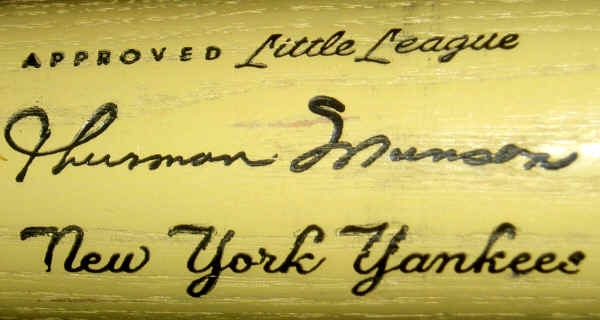 APPROVED Little League
Thurman Munson
New York Yankees